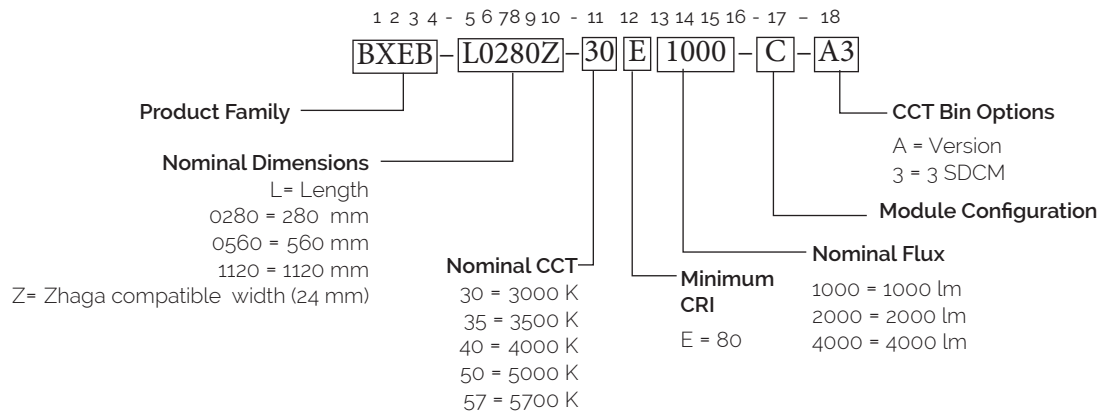 1 2 3 4 - 5 6 7 8 9 10 - 11 12 13 14 15 16 - 17 – 18
BXEB – L0280Z – 30 E 1000 – C – A3
Product Family
Nominal Dimensions
L= Length
0280 = 280 mm
0560 = 560 mm
1120 = 1120 mm
Z= Zhaga compatible width (24 mm)
Nominal CCT
30 = 3000 K
35 = 3500 K
40 = 4000 K
50 = 5000 K
57 = 5700 K
Minimum
CRI
E = 80
Nominal Flux
1000 = 1000 lm
2000 = 2000 lm
4000 = 4000 lm
Module Configuration
CCT Bin Options
A = Version
3 = 3 SDCM